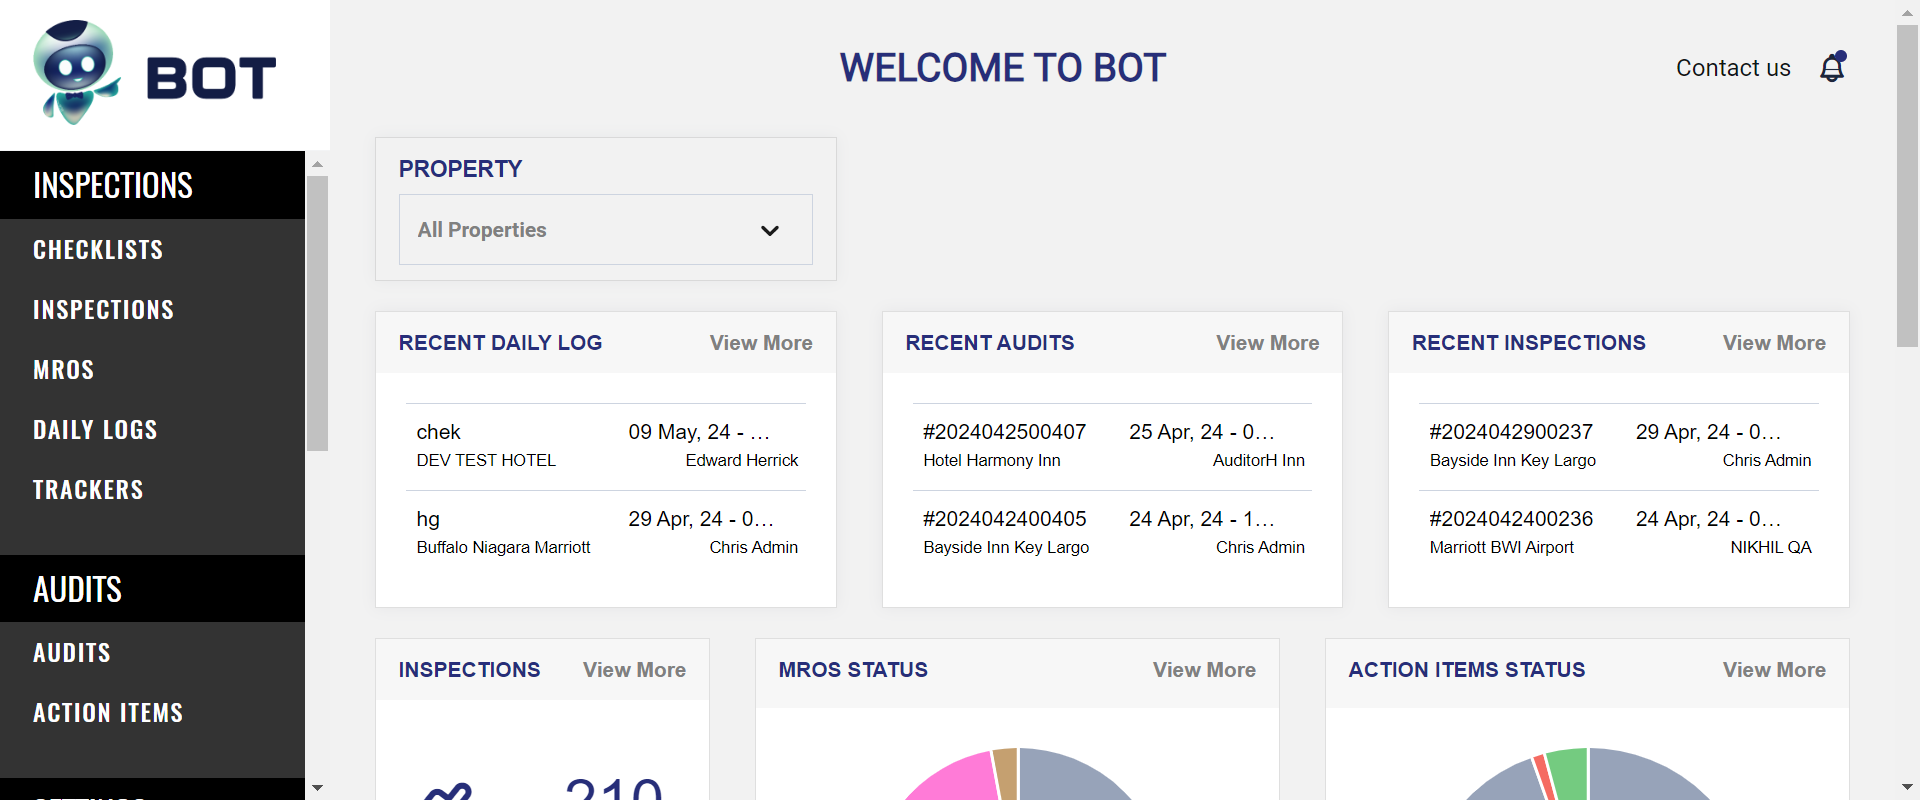 BOT
WELCOME TO BOT
Contact us
INSPECTIONS
CHECKLISTS
INSPECTIONS
MROS
DAILY LOGS
TRACKERS
AUDITS
AUDITS
ACTION ITEMS
PROPERTY
All Properties
RECENT DAILY LOG View More
chek 09 May, 24 - ...
DEV TEST HOTEL Edward Herrick
hg 29 Apr, 24 - 0...
Buffalo Niagara Marriott Chris Admin
RECENT AUDITS View More
#2024042500407 25 Apr, 24 - 0...
Hotel Harmony Inn AuditorH Inn
#2024042400405 24 Apr, 24 - 1...
Bayside Inn Key Largo Chris Admin
RECENT INSPECTIONS View More
#2024042900237 29 Apr, 24 - 0...
Bayside Inn Key Largo Chris Admin
#2024042400236 24 Apr, 24 - 0...
Marriott BWI Airport NIKHIL QA
INSPECTIONS View More
210
MROS STATUS View More
ACTION ITEMS STATUS View More